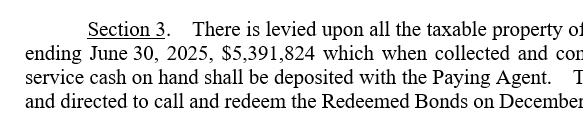 Section 3. There is levied upon all the taxable property of
ending June 30, 2025, $5,391,824 which when collected and
service cash on hand shall be deposited with the Paying Agent.
and directed to call and redeem the Redeemed Bonds on December